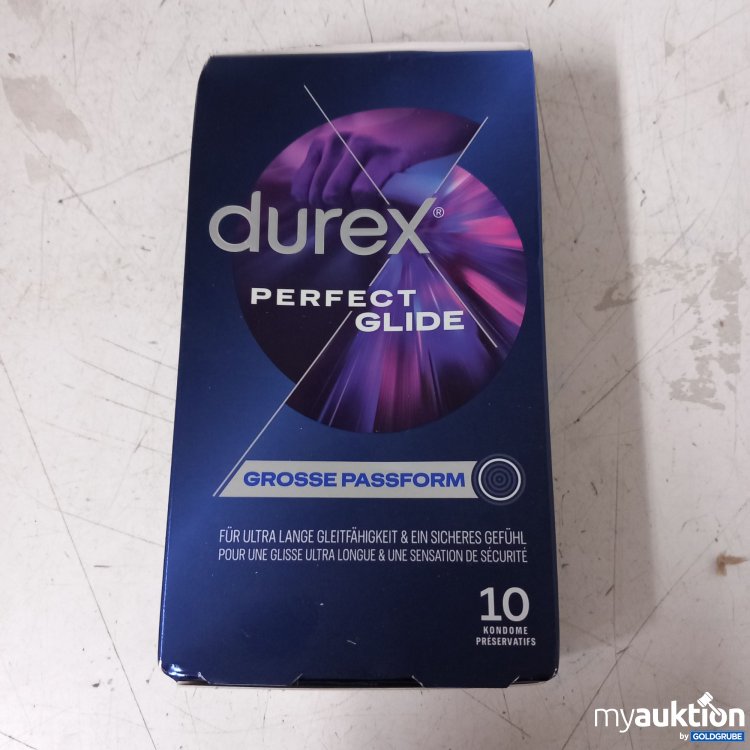 durex®
PERFECT
GLIDE
GROSSE PASSFORM
FÜR ULTRA LANGE GLEITFÄHIGKEIT & EIN SICHERES GEFÜHL
POUR UNE GLISSE ULTRA LONGUE & UNE SENSATION DE SÉCURITÉ
10
KONDOME
PRÉSERVATIFS
myauktion
by GOLDGRUBE